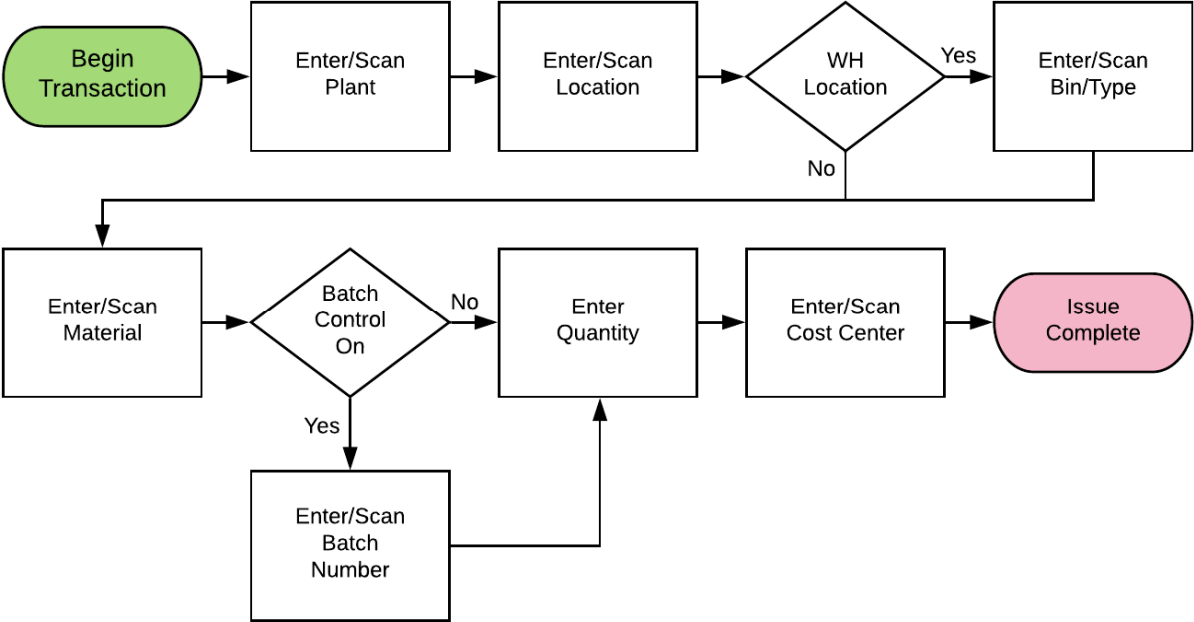 Begin
Transaction
Enter/Scan
Plant
Enter/Scan
Location
WH
Location
Yes
Enter/Scan
Bin/Type
No
Enter/Scan
Material
Batch
Control
On
No
Enter
Quantity
Enter/Scan
Cost Center
Issue
Complete
Yes
Enter/Scan
Batch
Number